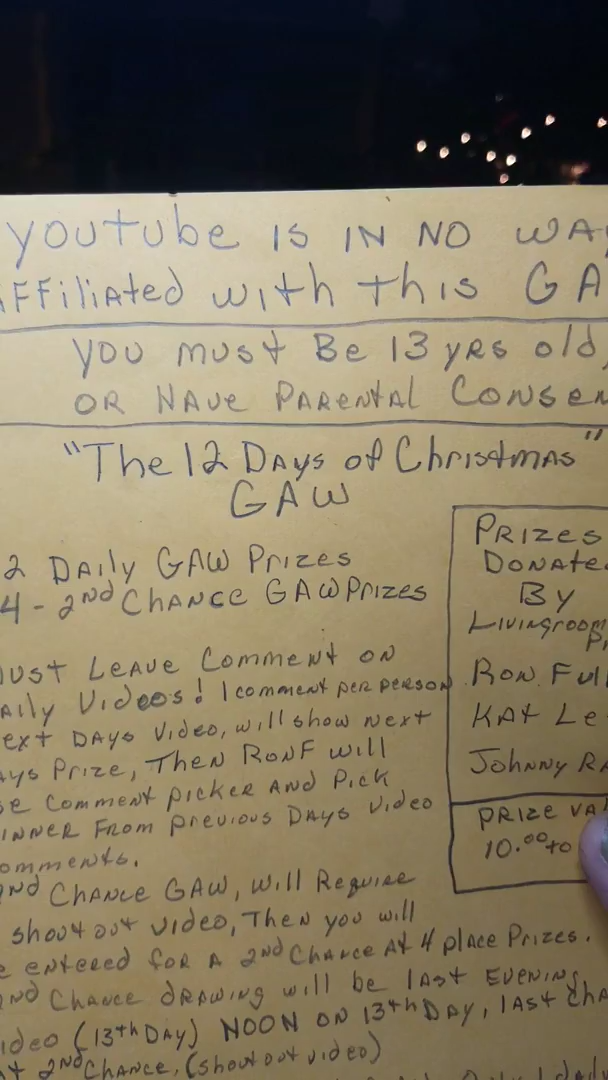 youtube IS IN NO WAY
AFFiliated with this GA
YOU must Be 13 yrs old,
OR HAVE PARENTAL CONSEN
"The 12 DAYS of ChristmAS"
GAW
2 DAILY GAW PRIZES
4 - 2ND CHANCE GAW PRIZES
PRIZES
DONATE
BY
LIVINGROOM
RON FUll
KAt Le
JOHNNY RA
PRIZE VA
10.00 to
UST LEAVE COMMENT ON
AILY VIDEOS! 1 COMMENT PER PERSON
EXT DAYS VIDEO, will show NEXT
AYS PRIZE, THEN RONF WILL
SE COMMENT PICKER AND PICK
INNER FROM PREVIOUS DAYS VIDEO
OMMENTS.
ND CHANCE GAW, WILL REQUIRE
SHOUT OUT VIDEO, THEN YOU WILL
E ENTERED FOR A 2ND CHANCE AT 4 PLACE PRIZES.
ND CHANCE DRAWING will be LAST EVENING
IDEO (13th DAY) NOON ON 13th DAY, LAST CHA
At 2ND CHANCE. (SHOUT OUT VIDEO)